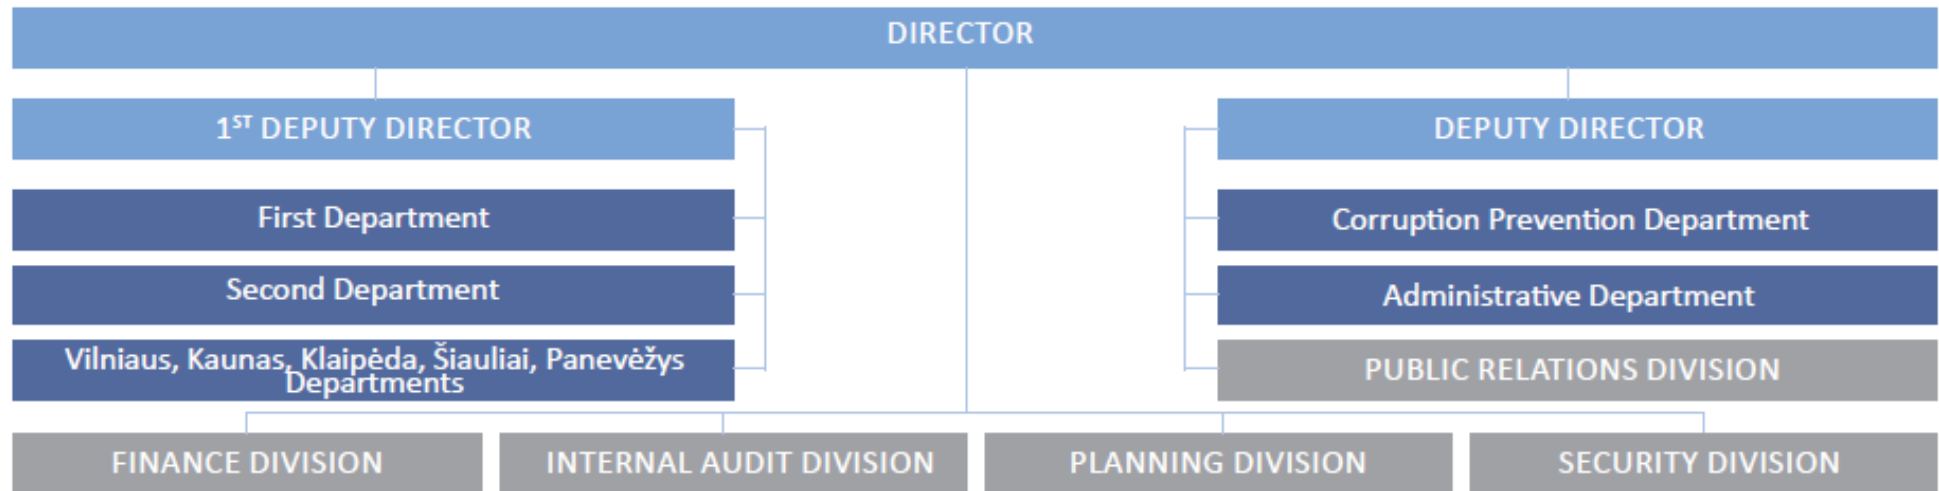 DIRECTOR
1ST DEPUTY DIRECTOR
DEPUTY DIRECTOR
First Department
Corruption Prevention Department
Second Department
Administrative Department
Vilniaus, Kaunas, Klaipėda, Šiauliai, Panevėžys
Departments
PUBLIC RELATIONS DIVISION
FINANCE DIVISION
INTERNAL AUDIT DIVISION
PLANNING DIVISION
SECURITY DIVISION